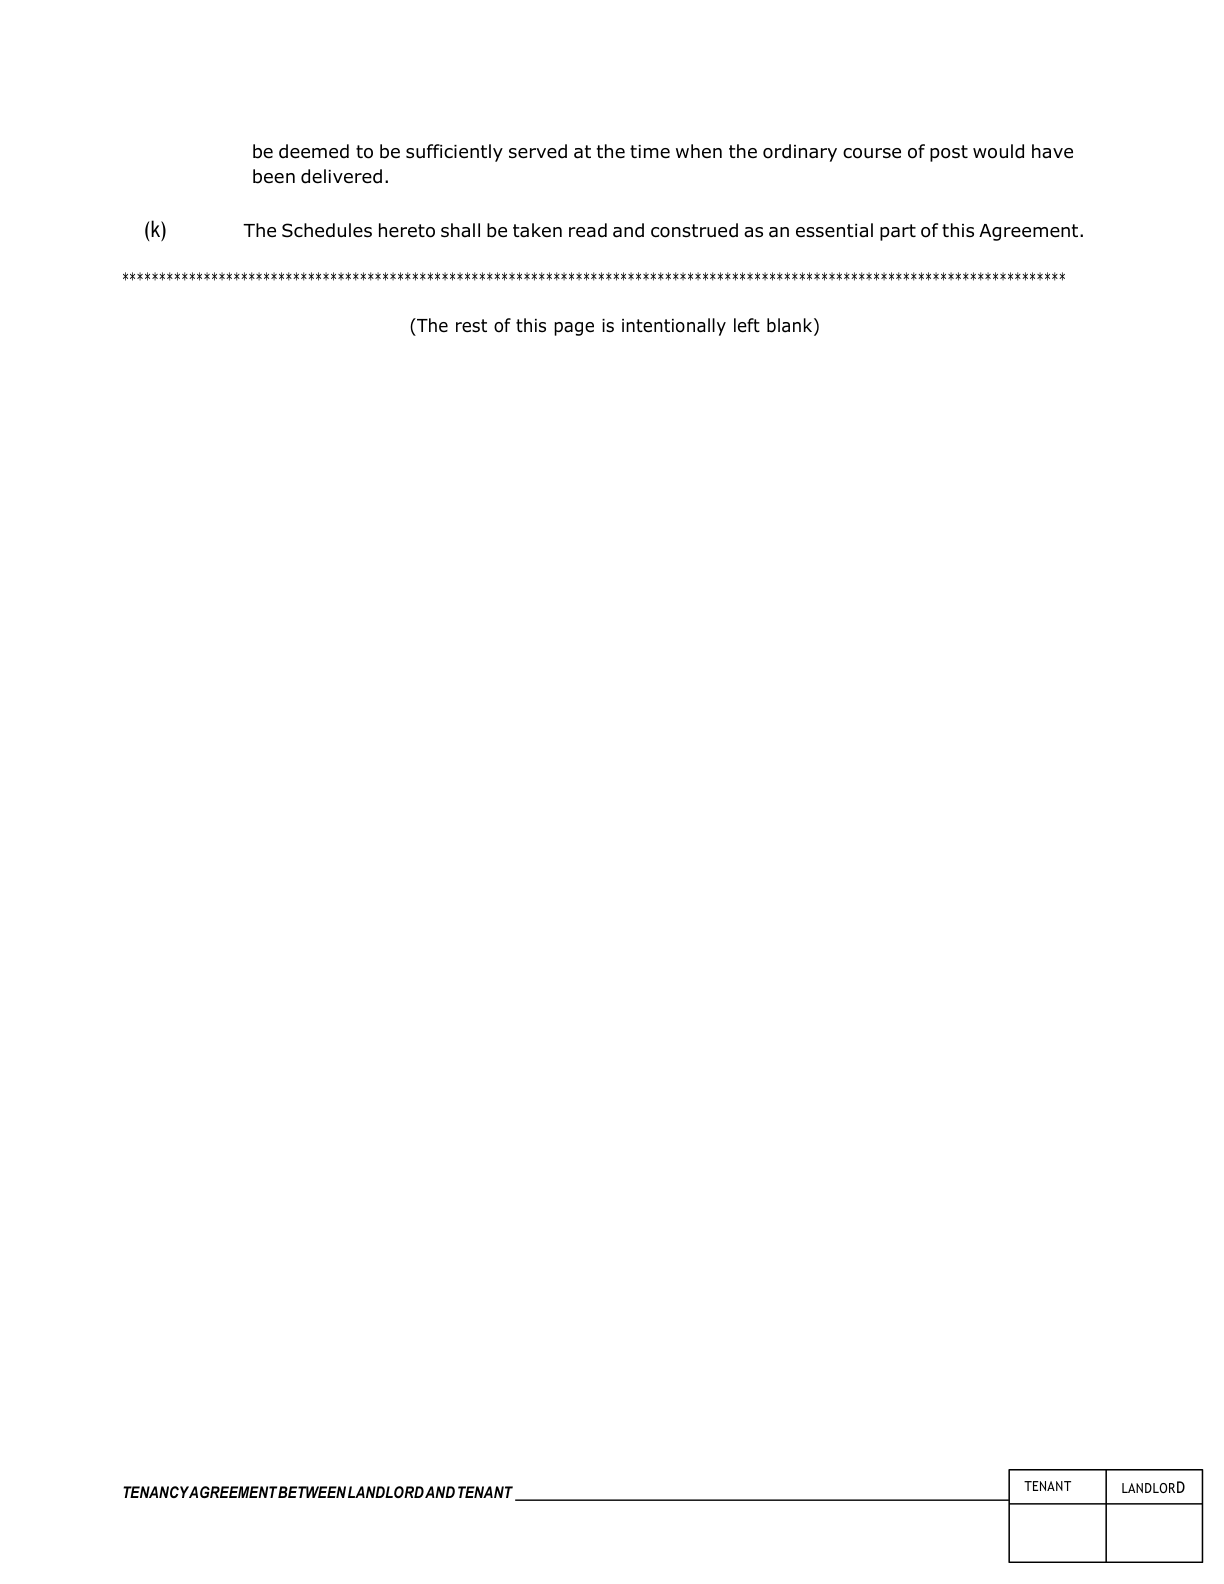 be deemed to be sufficiently served at the time when the ordinary course of post would have
been delivered.
(k) The Schedules hereto shall be taken read and construed as an essential part of this Agreement.
*******************************************************************************************************************************
(The rest of this page is intentionally left blank)
TENANCY AGREEMENT BETWEEN LANDLORD AND TENANT
TENANT LANDLORD